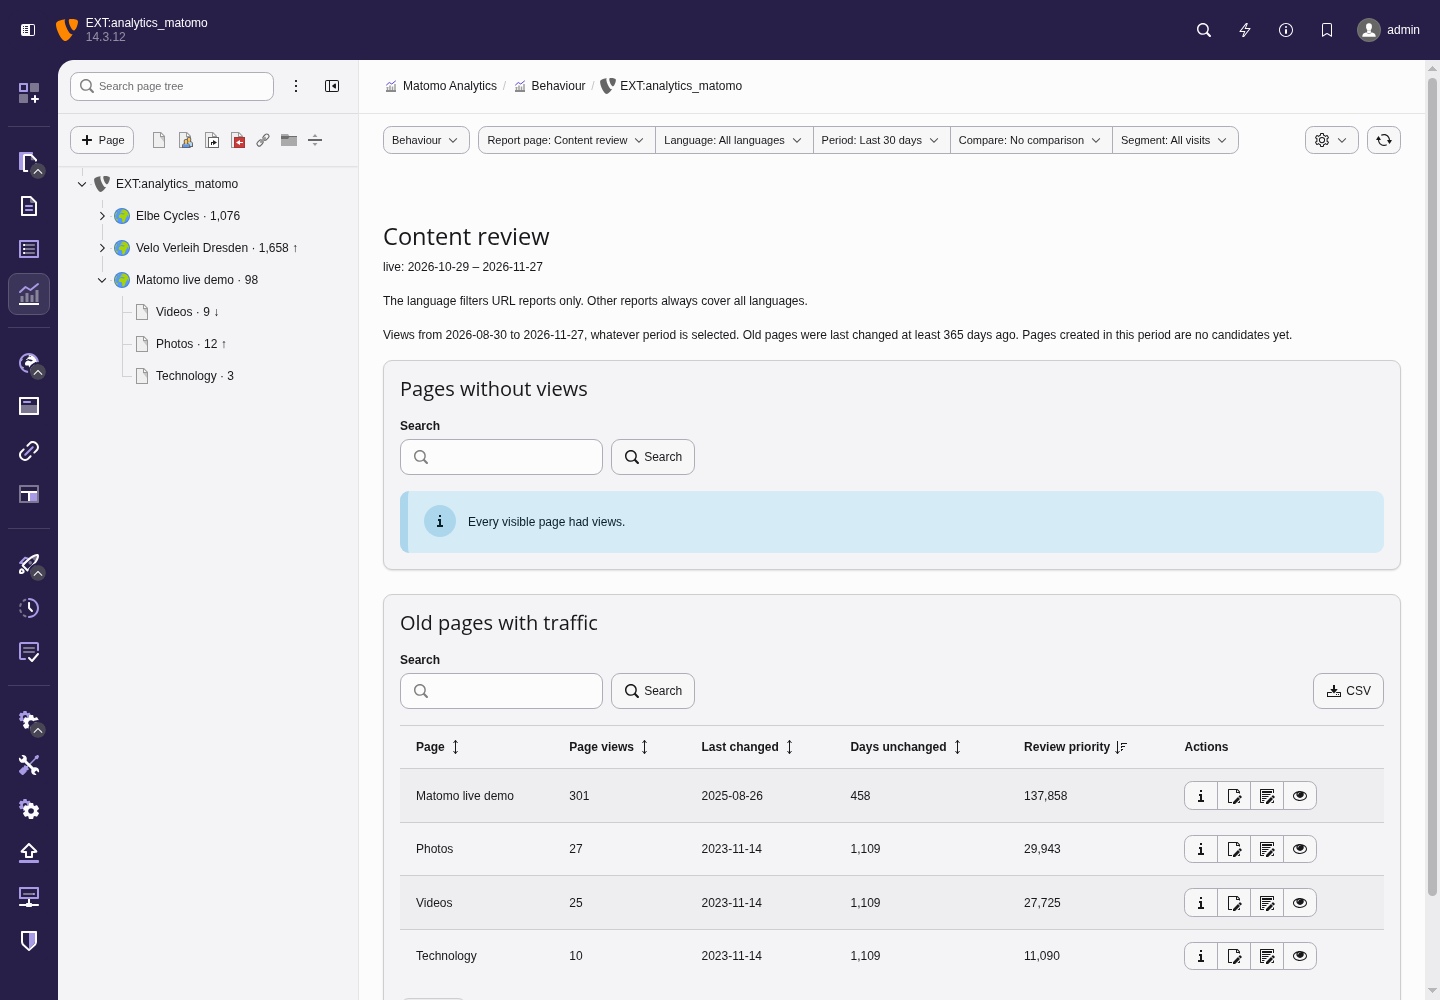 EXT:analytics_matomo
14.3.12
admin
Search page tree
Page
EXT:analytics_matomo
Elbe Cycles · 1,076
Velo Verleih Dresden · 1,658 ↑
Matomo live demo · 98
Videos · 9 ↓
Photos · 12 ↑
Technology · 3
Matomo Analytics / Behaviour / EXT:analytics_matomo
Behaviour Report page: Content review Language: All languages Period: Last 30 days Compare: No comparison Segment: All visits
Content review
live: 2026-10-29 – 2026-11-27
The language filters URL reports only. Other reports always cover all languages.
Views from 2026-08-30 to 2026-11-27, whatever period is selected. Old pages were last changed at least 365 days ago. Pages created in this period are no candidates yet.
Pages without views
Search
Search
Every visible page had views.
Old pages with traffic
Search
Search CSV
Page Page views Last changed Days unchanged Review priority Actions
Matomo live demo 301 2025-08-26 458 137,858
Photos 27 2023-11-14 1,109 29,943
Videos 25 2023-11-14 1,109 27,725
Technology 10 2023-11-14 1,109 11,090